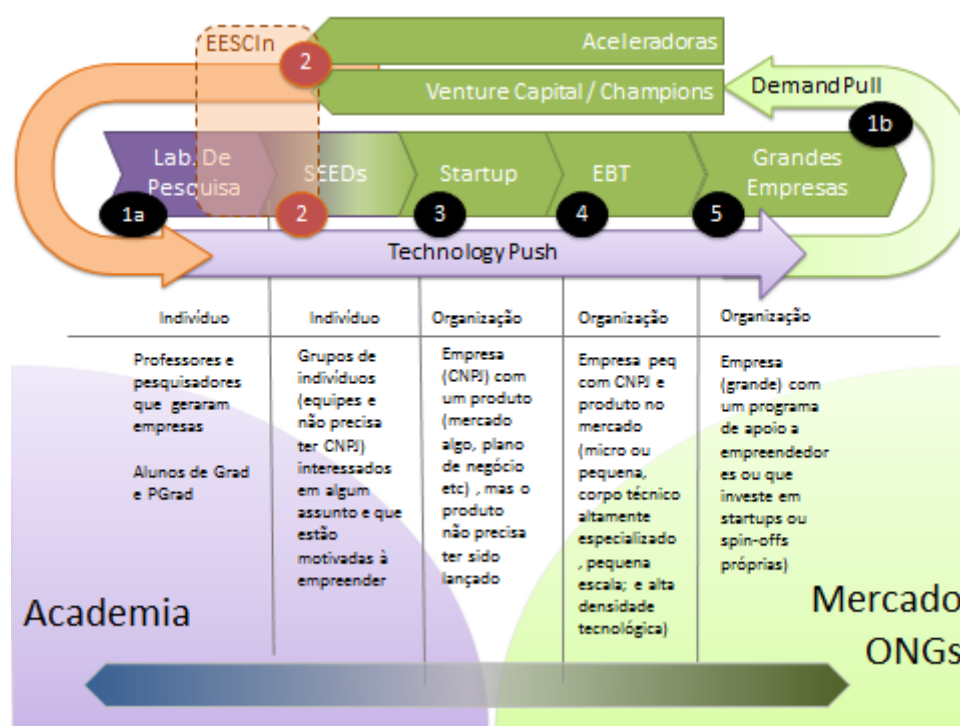 EESCIn
2
Aceleradoras
Venture Capital / Champions
Demand Pull
1b
Lab. De
Pesquisa
SEEDs
Startup
EBT
Grandes
Empresas
1a
2
3
4
5
Technology Push
Indivíduo
Professores e
pesquisadores
que geraram
empresas
Alunos de Grad
e PGrad
Indivíduo
Grupos de
indivíduos
(equipes e
não precisa
ter CNPJ)
interessados
em algum
assunto e que
estão
motivadas à
empreender
Organização
Empresa
(CNPJ) com
um produto
(mercado
algo, plano
de negócio
etc) , mas o
produto
não precisa
ter sido
lançado
Organização
Empresa peq
com CNPJ e
produto no
mercado
(micro ou
pequena,
corpo técnico
altamente
especializado
, pequena
escala; e alta
densidade
tecnológica)
Organização
Empresa
(grande) com
um programa
de apoio a
empreendedor
es ou que
investe em
startups ou
spin-offs
próprias)
Academia
Mercado
ONGs